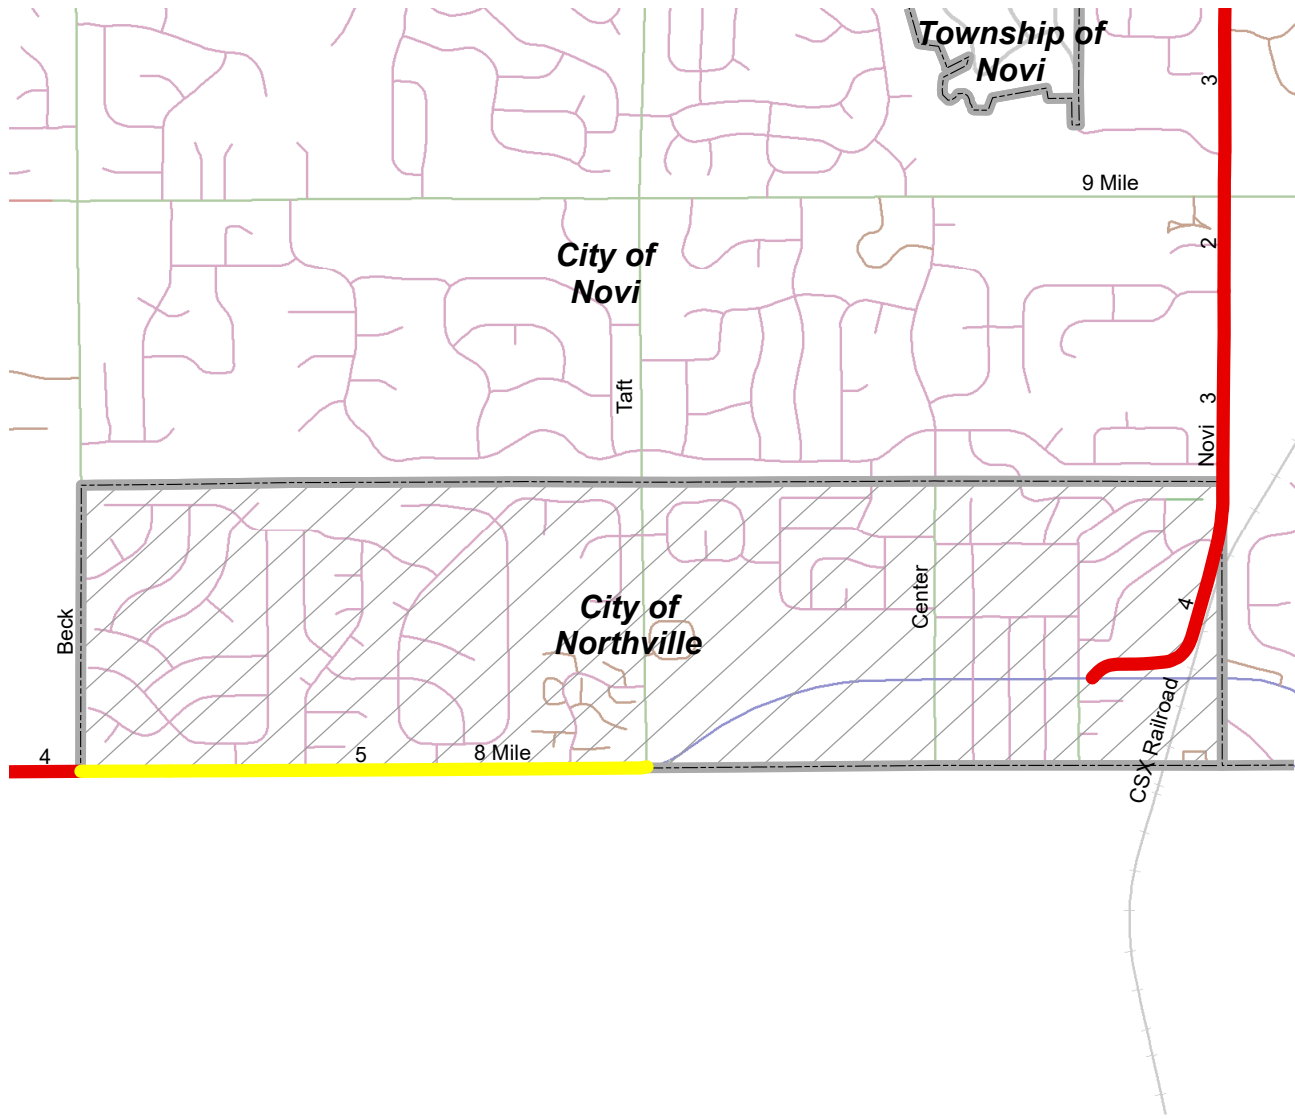 Township of
Novi
3
9 Mile
2
City of
Novi
Taft
3
Novi
Center
4
City of
Northville
Beck
CSX Railroad
4
5
8 Mile